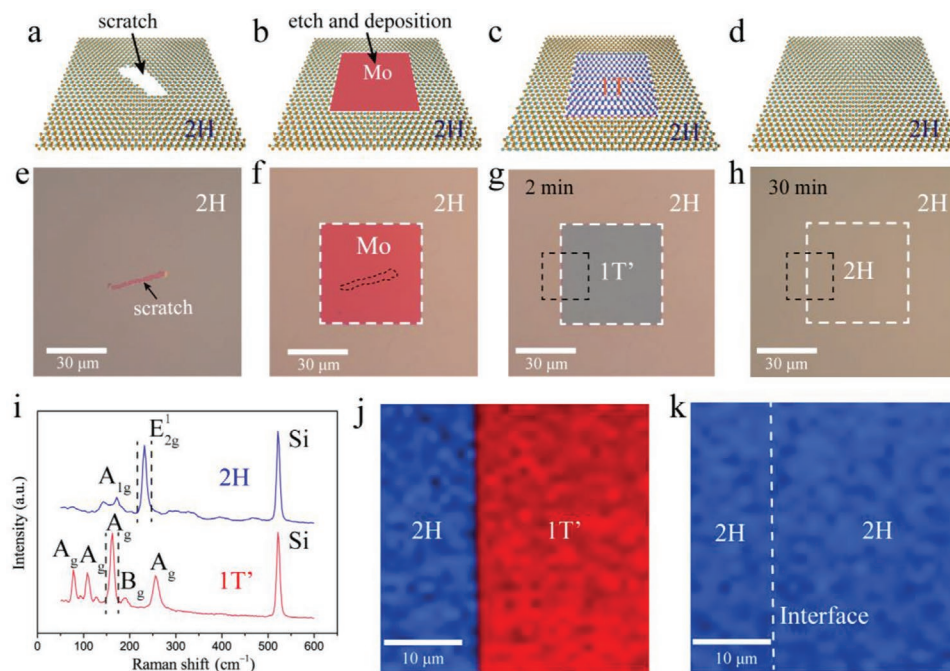 a
scratch
2H
b
etch and deposition
Mo
2H
c
1T'
2H
d
2H
e
2H
scratch
30 μm
f
2H
Mo
30 μm
g
2 min
2H
1T'
30 μm
h
30 min
2H
2H
30 μm
i
Intensity (a.u.)
E¹2g
Si
A1g
2H
Ag
Ag
Ag
Bg
Ag
1T'
Si
0 100 200 300 400 500 600
Raman shift (cm⁻¹)
j
2H
1T'
10 μm
k
2H
2H
Interface
10 μm